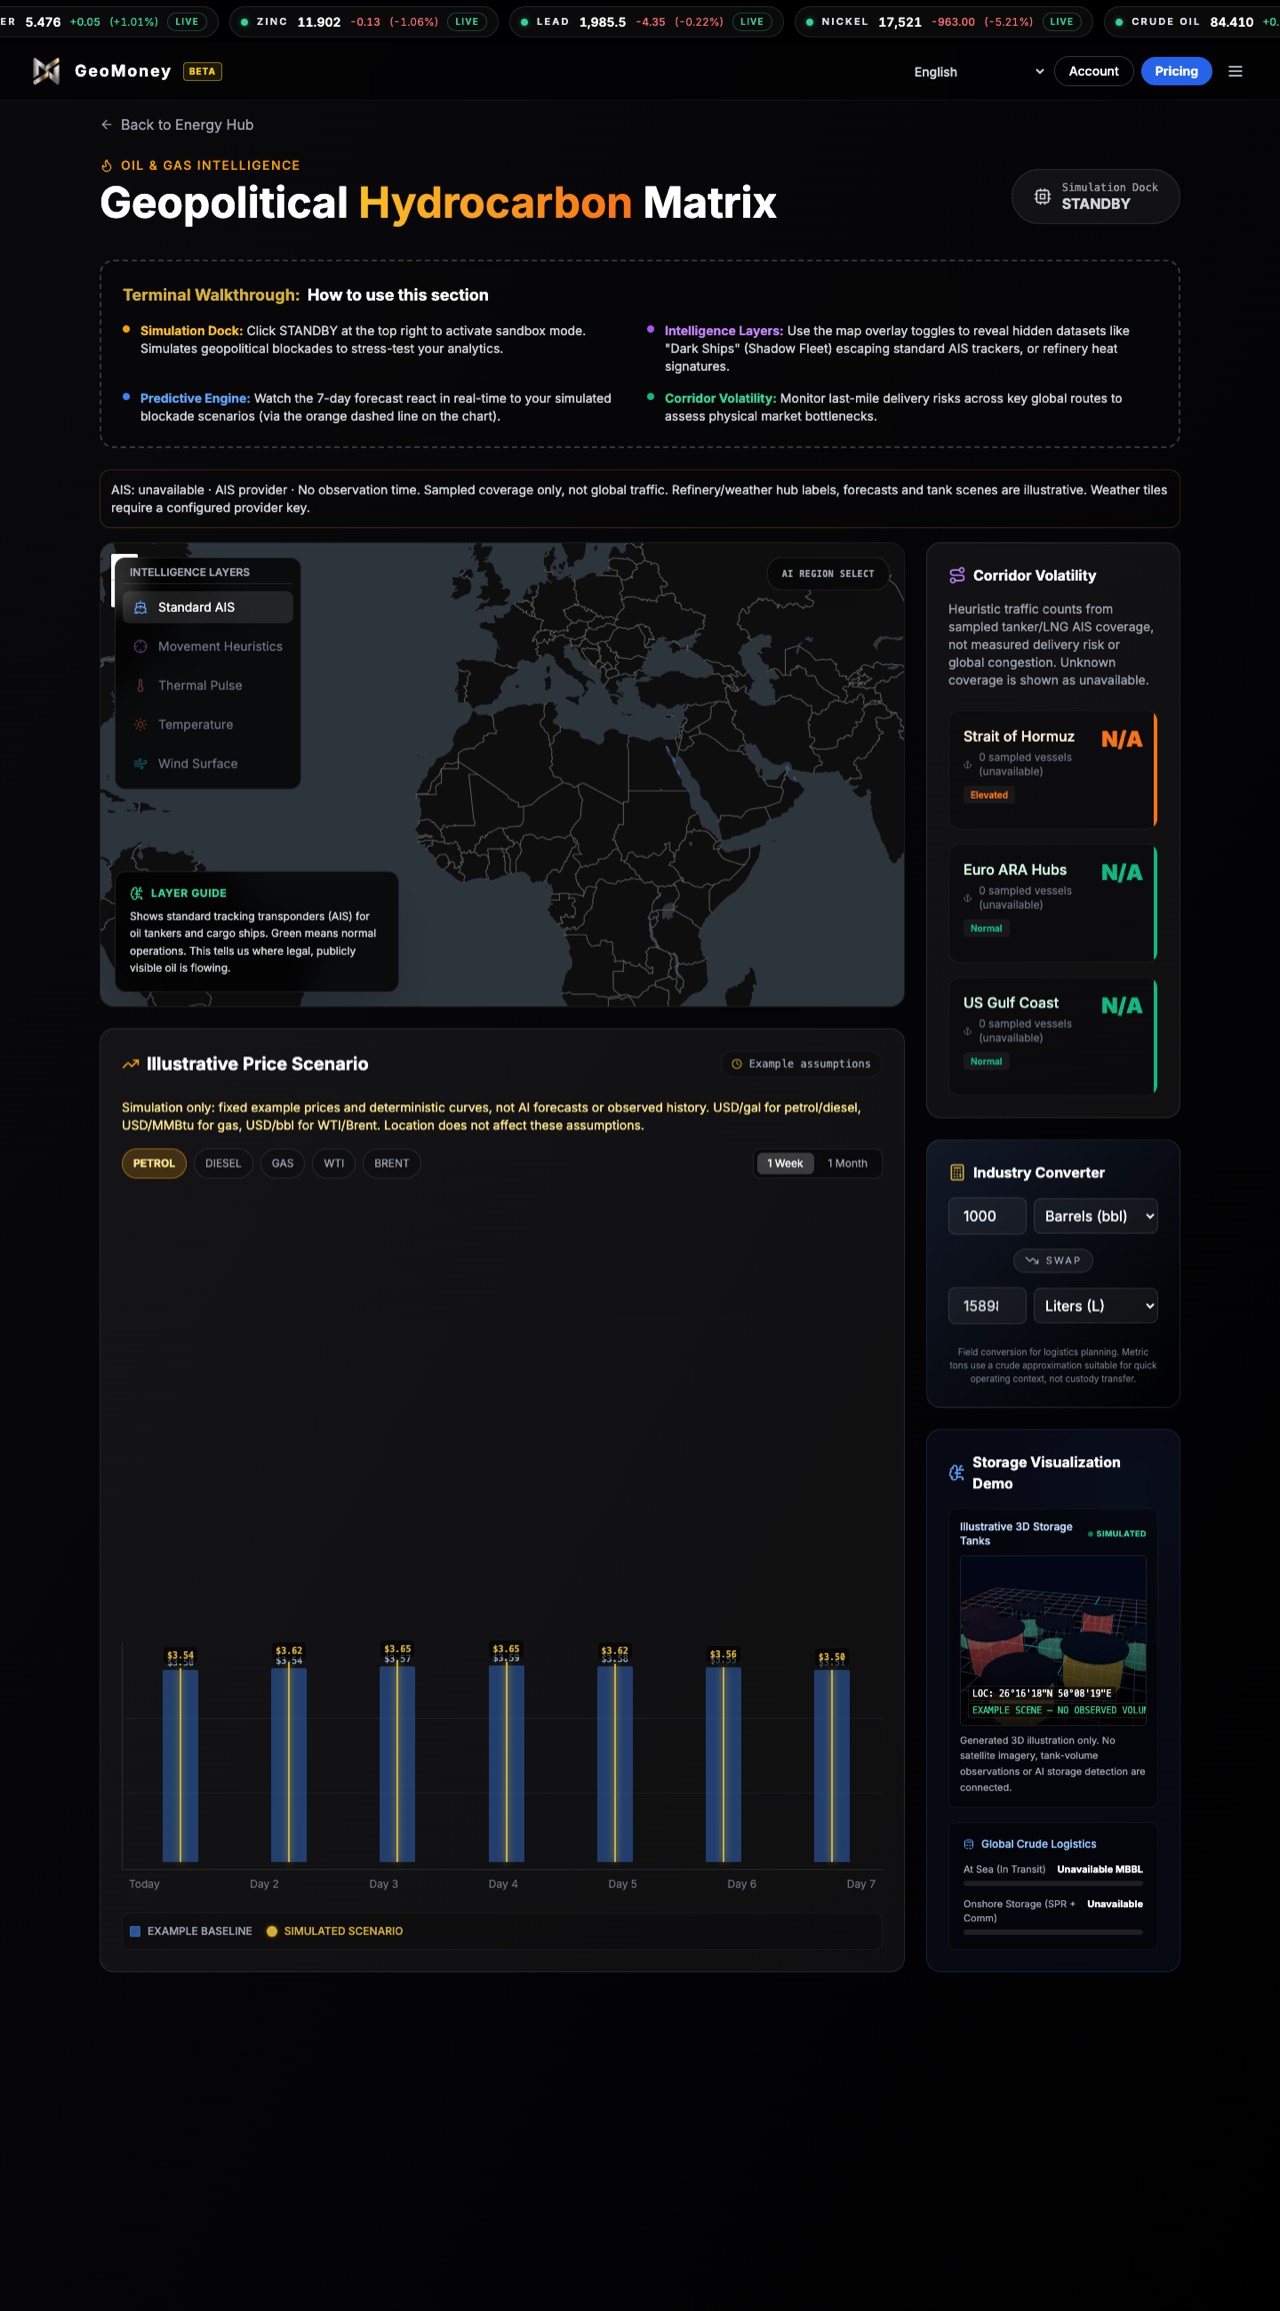 ER 5.476 +0.05 (+1.01%) LIVE ZINC 11.902 -0.13 (-1.06%) LIVE LEAD 1,985.5 -4.35 (-0.22%) LIVE NICKEL 17,521 -963.00 (-5.21%) LIVE CRUDE OIL 84.410 +0.
GeoMoney BETA English Account Pricing
Back to Energy Hub
OIL & GAS INTELLIGENCE
Geopolitical Hydrocarbon Matrix
Simulation Dock
STANDBY
Terminal Walkthrough: How to use this section
Simulation Dock: Click STANDBY at the top right to activate sandbox mode.
Simulates geopolitical blockades to stress-test your analytics.
Intelligence Layers: Use the map overlay toggles to reveal hidden datasets like
"Dark Ships" (Shadow Fleet) escaping standard AIS trackers, or refinery heat
signatures.
Predictive Engine: Watch the 7-day forecast react in real-time to your simulated
blockade scenarios (via the orange dashed line on the chart).
Corridor Volatility: Monitor last-mile delivery risks across key global routes to
assess physical market bottlenecks.
AIS: unavailable · AIS provider · No observation time. Sampled coverage only, not global traffic. Refinery/weather hub labels, forecasts and tank scenes are illustrative. Weather tiles
require a configured provider key.
INTELLIGENCE LAYERS
Standard AIS
Movement Heuristics
Thermal Pulse
Temperature
Wind Surface
AI REGION SELECT
LAYER GUIDE
Shows standard tracking transponders (AIS) for
oil tankers and cargo ships. Green means normal
operations. This tells us where legal, publicly
visible oil is flowing.
Corridor Volatility
Heuristic traffic counts from
sampled tanker/LNG AIS coverage,
not measured delivery risk or
global congestion. Unknown
coverage is shown as unavailable.
Strait of Hormuz N/A
0 sampled vessels
(unavailable)
Elevated
Euro ARA Hubs N/A
0 sampled vessels
(unavailable)
Normal
US Gulf Coast N/A
0 sampled vessels
(unavailable)
Normal
Illustrative Price Scenario
Example assumptions
Simulation only: fixed example prices and deterministic curves, not AI forecasts or observed history. USD/gal for petrol/diesel,
USD/MMBtu for gas, USD/bbl for WTI/Brent. Location does not affect these assumptions.
PETROL DIESEL GAS WTI BRENT 1 Week 1 Month
$3.54 $3.62 $3.65 $3.65 $3.62 $3.56 $3.50
$3.54 $3.57 $3.59
Today Day 2 Day 3 Day 4 Day 5 Day 6 Day 7
EXAMPLE BASELINE SIMULATED SCENARIO
Industry Converter
1000 Barrels (bbl)
SWAP
Liters (L)
Field conversion for logistics planning. Metric
tons use a crude approximation suitable for quick
operating context, not custody transfer.
Storage Visualization
Demo
Illustrative 3D Storage
Tanks
SIMULATED
LOC: 26°16'18"N 50°08'19"E
EXAMPLE SCENE — NO OBSERVED VOLUM
Generated 3D illustration only. No
satellite imagery, tank-volume
observations or AI storage detection are
connected.
Global Crude Logistics
At Sea (In Transit) Unavailable MBBL
Onshore Storage (SPR +
Comm)
Unavailable